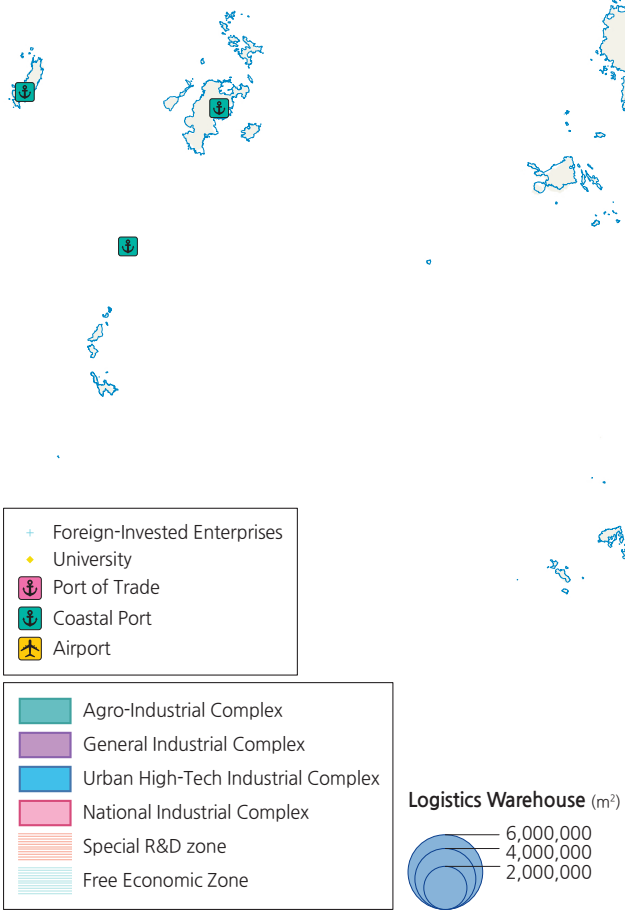 Foreign-Invested Enterprises
University
Port of Trade
Coastal Port
Airport
Agro-Industrial Complex
General Industrial Complex
Urban High-Tech Industrial Complex
National Industrial Complex
Special R&D zone
Free Economic Zone
Logistics Warehouse (m²)
6,000,000
4,000,000
2,000,000